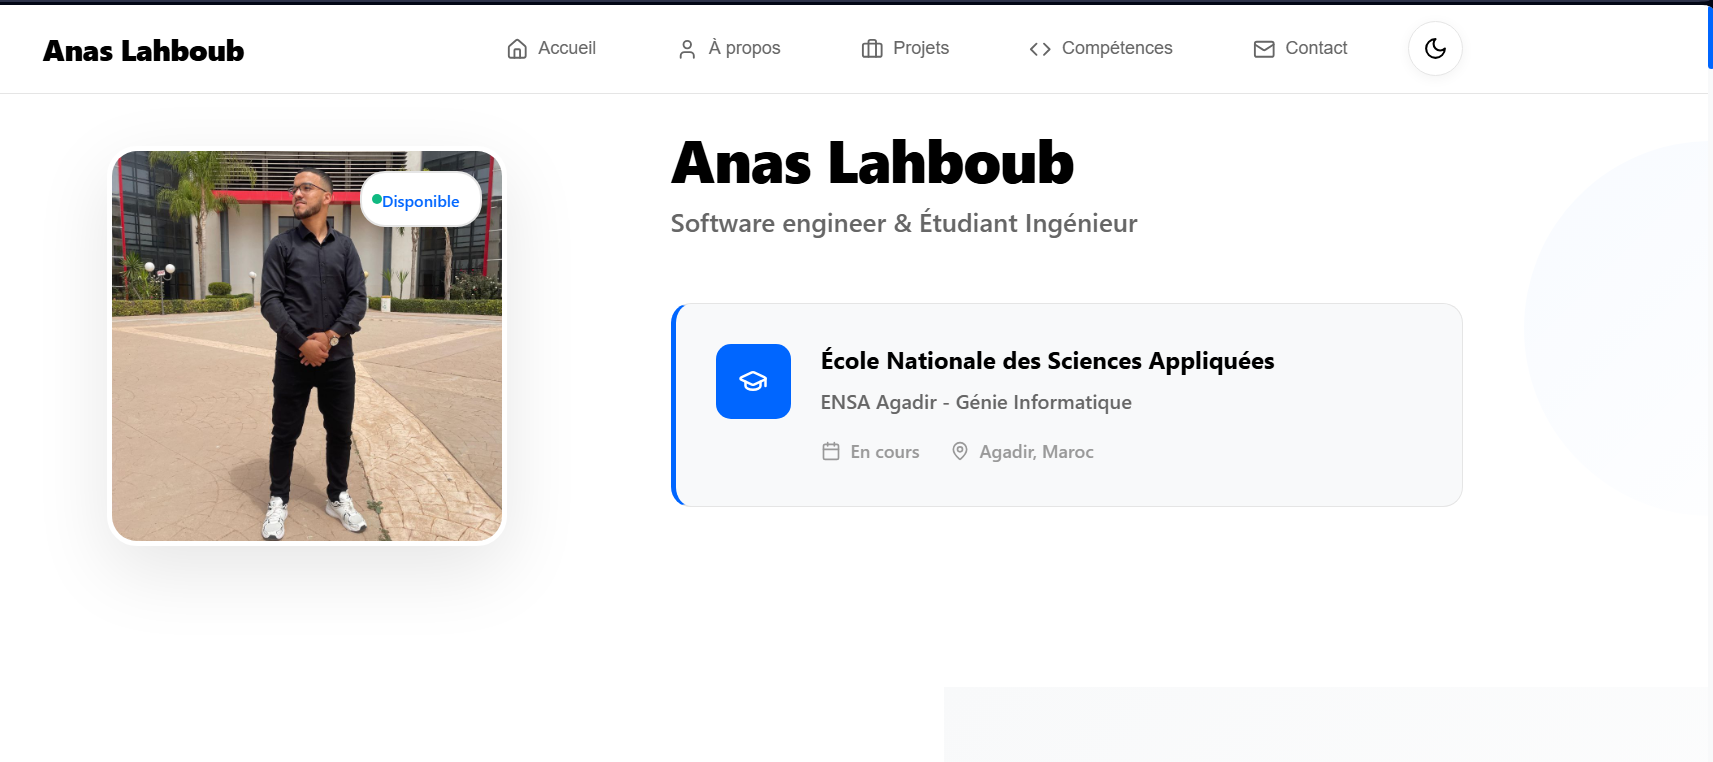 Anas Lahboub
Accueil
À propos
Projets
Compétences
Contact
Disponible
Anas Lahboub
Software engineer & Étudiant Ingénieur
École Nationale des Sciences Appliquées
ENSA Agadir - Génie Informatique
En cours
Agadir, Maroc